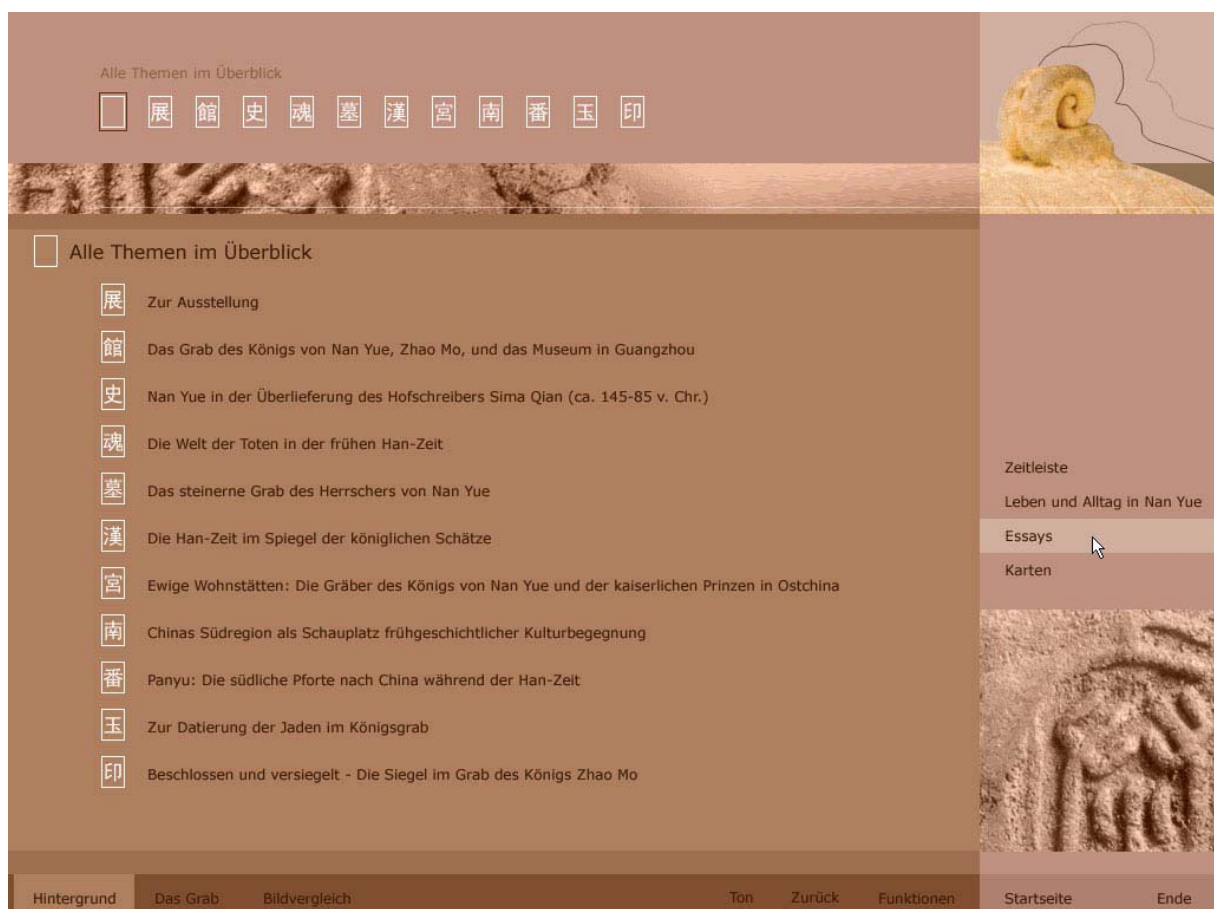 Alle Themen im Überblick
展 館 史 魂 墓 漢 宮 南 番 玉 印
Alle Themen im Überblick
展 Zur Ausstellung
館 Das Grab des Königs von Nan Yue, Zhao Mo, und das Museum in Guangzhou
史 Nan Yue in der Überlieferung des Hofschreibers Sima Qian (ca. 145-85 v. Chr.)
魂 Die Welt der Toten in der frühen Han-Zeit
墓 Das steinerne Grab des Herrschers von Nan Yue
漢 Die Han-Zeit im Spiegel der königlichen Schätze
宮 Ewige Wohnstätten: Die Gräber des Königs von Nan Yue und der kaiserlichen Prinzen in Ostchina
南 Chinas Südregion als Schauplatz frühgeschichtlicher Kulturbegegnung
番 Panyu: Die südliche Pforte nach China während der Han-Zeit
玉 Zur Datierung der Jaden im Königsgrab
印 Beschlossen und versiegelt - Die Siegel im Grab des Königs Zhao Mo
Zeitleiste
Leben und Alltag in Nan Yue
Essays
Karten
Hintergrund Das Grab Bildvergleich Ton Zurück Funktionen Startseite Ende